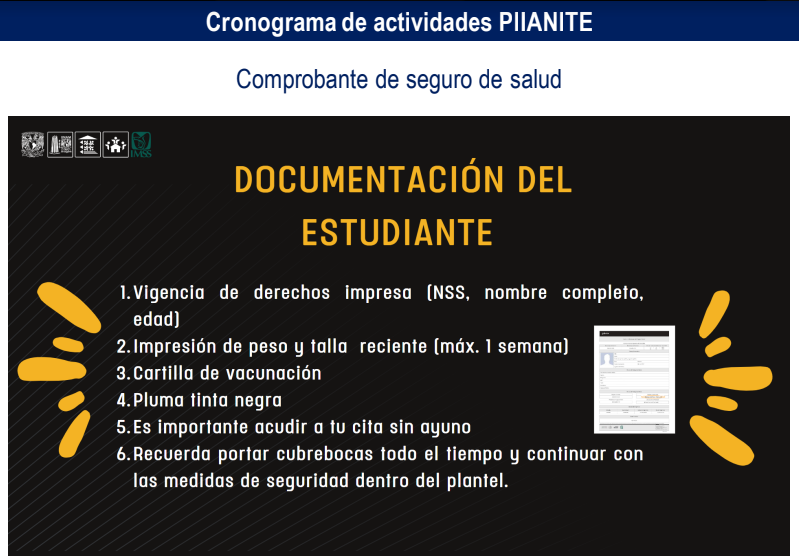 Cronograma de actividades PIIANITE
Comprobante de seguro de salud
IMSS
DOCUMENTACIÓN DEL
ESTUDIANTE
1.Vigencia de derechos impresa (NSS, nombre completo,
edad)
2.Impresión de peso y talla reciente (máx. 1 semana)
3.Cartilla de vacunación
4.Pluma tinta negra
5.Es importante acudir a tu cita sin ayuno
6.Recuerda portar cubrebocas todo el tiempo y continuar con
las medidas de seguridad dentro del plantel.